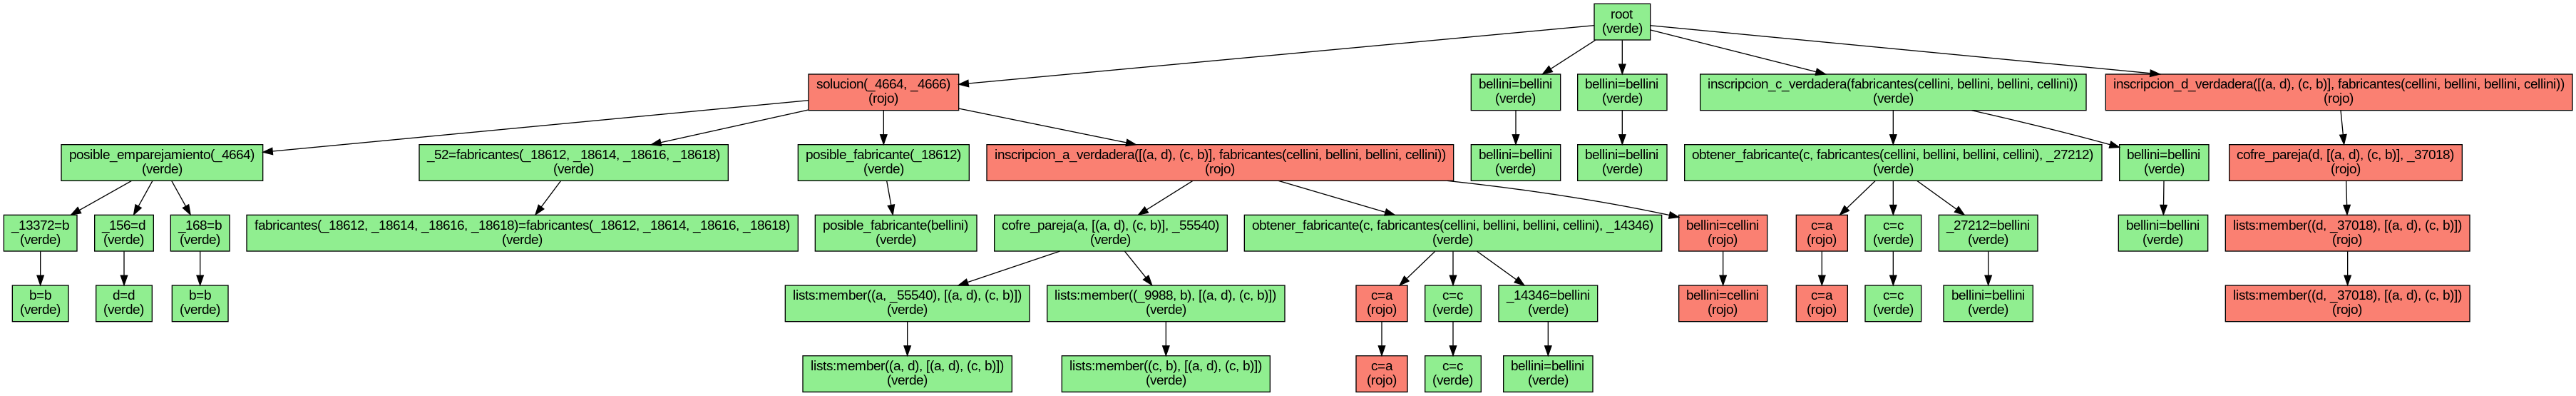 root
(verde)
solucion(_4664, _4666)
(rojo)
bellini=bellini
(verde)
bellini=bellini
(verde)
inscripcion_c_verdadera(fabricantes(cellini, bellini, bellini, cellini))
(verde)
inscripcion_d_verdadera([(a, d), (c, b)], fabricantes(cellini, bellini, bellini, cellini))
(rojo)
posible_emparejamiento(_4664)
(verde)
_52=fabricantes(_18612, _18614, _18616, _18618)
(verde)
posible_fabricante(_18612)
(verde)
inscripcion_a_verdadera([(a, d), (c, b)], fabricantes(cellini, bellini, bellini, cellini))
(rojo)
bellini=bellini
(verde)
bellini=bellini
(verde)
obtener_fabricante(c, fabricantes(cellini, bellini, bellini, cellini), _27212)
(verde)
bellini=bellini
(verde)
cofre_pareja(d, [(a, d), (c, b)], _37018)
(rojo)
_13372=b
(verde)
_156=d
(verde)
_168=b
(verde)
fabricantes(_18612, _18614, _18616, _18618)=fabricantes(_18612, _18614, _18616, _18618)
(verde)
posible_fabricante(bellini)
(verde)
cofre_pareja(a, [(a, d), (c, b)], _55540)
(verde)
obtener_fabricante(c, fabricantes(cellini, bellini, bellini, cellini), _14346)
(verde)
bellini=cellini
(rojo)
c=a
(rojo)
c=c
(verde)
_27212=bellini
(verde)
bellini=bellini
(verde)
lists:member((d, _37018), [(a, d), (c, b)])
(rojo)
b=b
(verde)
d=d
(verde)
b=b
(verde)
lists:member((a, _55540), [(a, d), (c, b)])
(verde)
lists:member((_9988, b), [(a, d), (c, b)])
(verde)
c=a
(rojo)
c=c
(verde)
_14346=bellini
(verde)
bellini=cellini
(rojo)
c=a
(rojo)
c=c
(verde)
bellini=bellini
(verde)
lists:member((d, _37018), [(a, d), (c, b)])
(rojo)
lists:member((a, d), [(a, d), (c, b)])
(verde)
lists:member((c, b), [(a, d), (c, b)])
(verde)
c=a
(rojo)
c=c
(verde)
bellini=bellini
(verde)